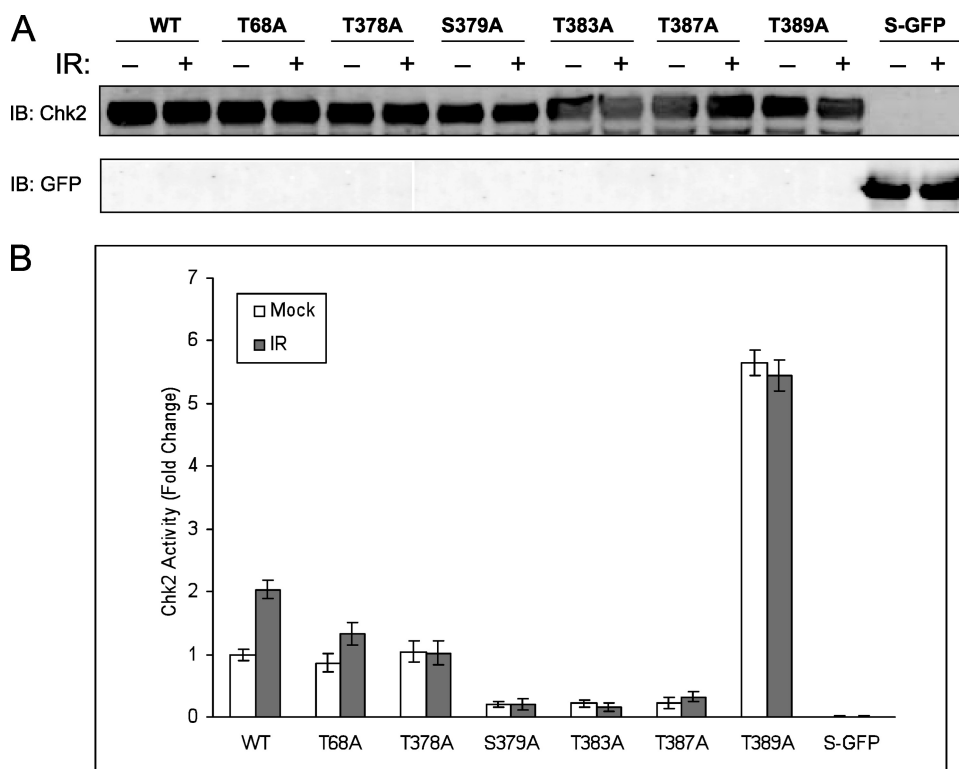 A
WT T68A T378A S379A T383A T387A T389A S-GFP
IR: – + – + – + – + – + – + – + – +
IB: Chk2
IB: GFP
B
Chk2 Activity (Fold Change)
7
6
5
4
3
2
1
0
Mock
IR
WT T68A T378A S379A T383A T387A T389A S-GFP